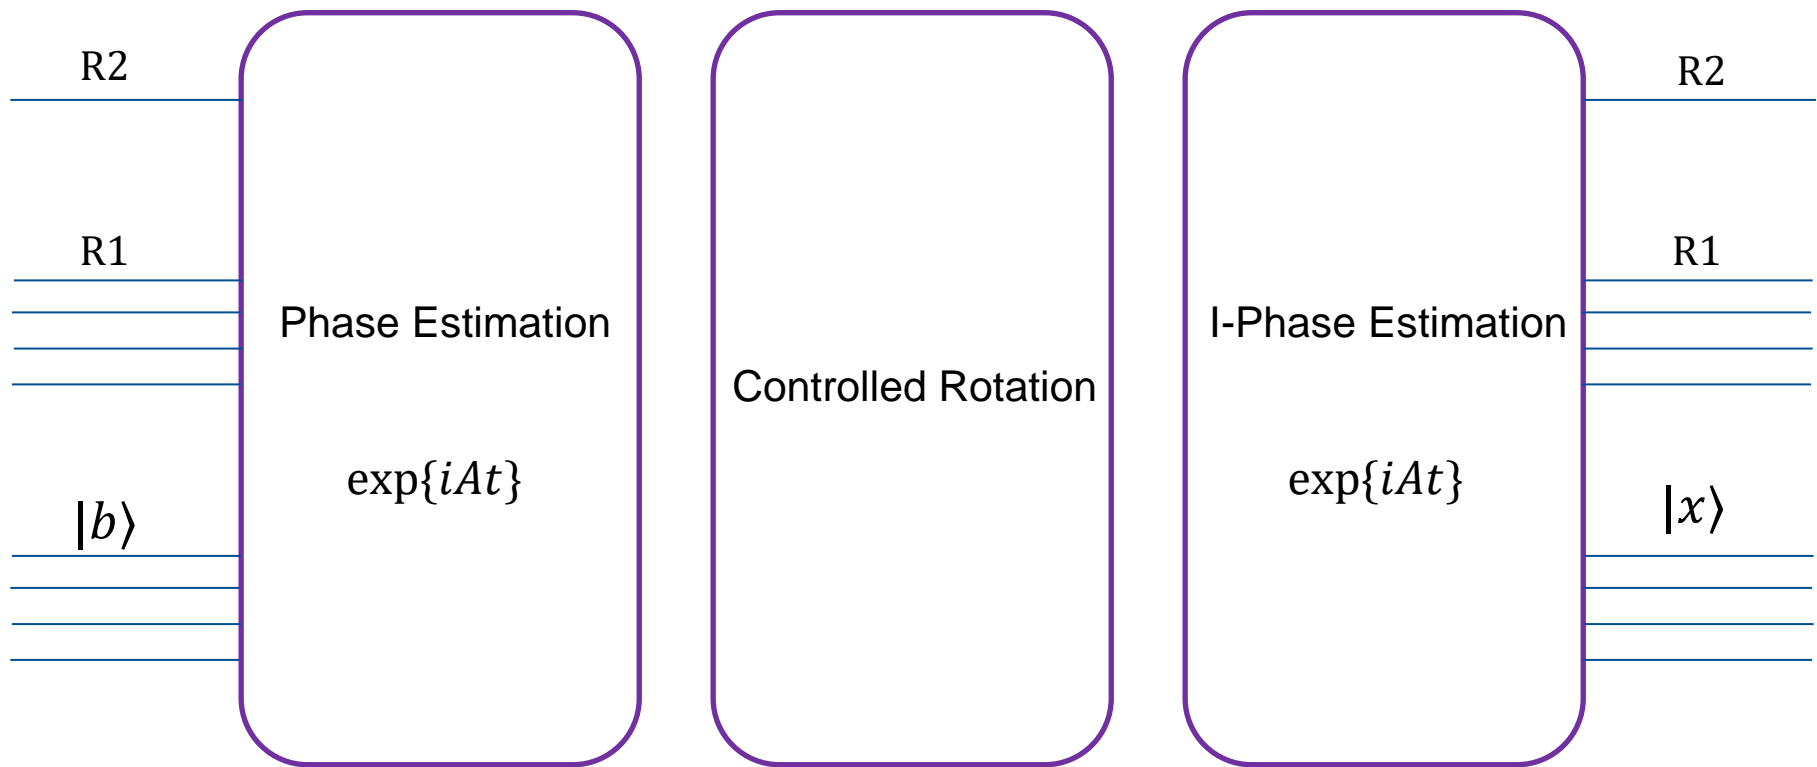 R2
R1
|b⟩
Phase Estimation
exp{iAt}
Controlled Rotation
I-Phase Estimation
exp{iAt}
R2
R1
|x⟩